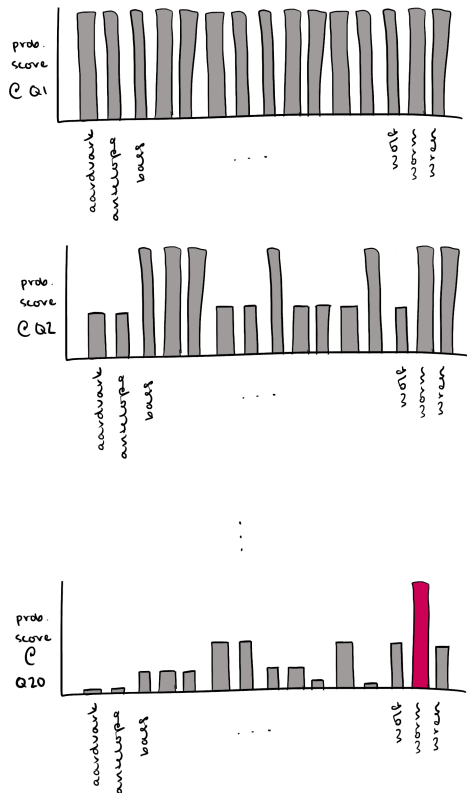 prob.
score
@ Q1
aardvark
antelope
bass
...
wolf
worm
wren
prob.
score
@ Q2
aardvark
antelope
bass
...
wolf
worm
wren
...
prob.
score
@
Q20
aardvark
antelope
bass
...
wolf
worm
wren